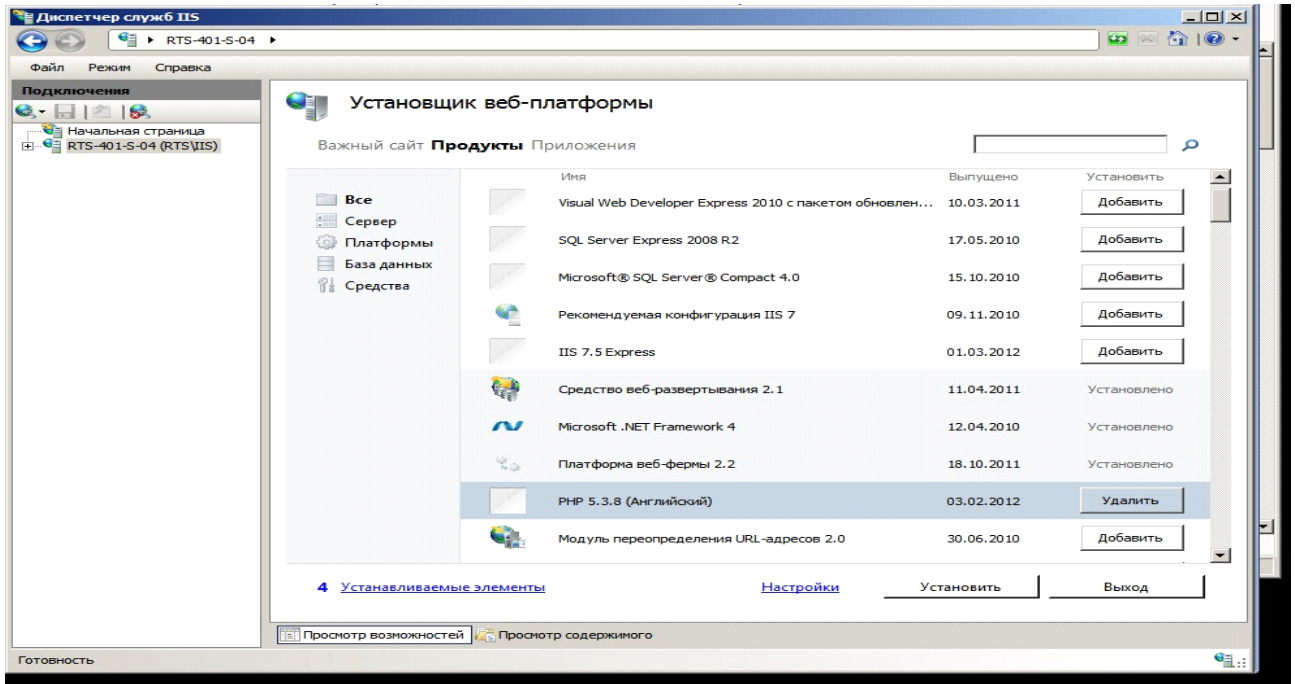 Диспетчер служб IIS
RTS-401-S-04
Файл Режим Справка
Подключения
Начальная страница
RTS-401-S-04 (RTS\IIS)
Установщик веб-платформы
Важный сайт Продукты Приложения
Все
Сервер
Платформы
База данных
Средства
Имя Выпущено Установить
Visual Web Developer Express 2010 с пакетом обновлен... 10.03.2011 Добавить
SQL Server Express 2008 R2 17.05.2010 Добавить
Microsoft® SQL Server® Compact 4.0 15.10.2010 Добавить
Рекомендуемая конфигурация IIS 7 09.11.2010 Добавить
IIS 7.5 Express 01.03.2012 Добавить
Средство веб-развертывания 2.1 11.04.2011 Установлено
Microsoft .NET Framework 4 12.04.2010 Установлено
Платформа веб-фермы 2.2 18.10.2011 Установлено
PHP 5.3.8 (Английский) 03.02.2012 Удалить
Модуль переопределения URL-адресов 2.0 30.06.2010 Добавить
4 Устанавливаемые элементы Настройки Установить Выход
Просмотр возможностей Просмотр содержимого
Готовность